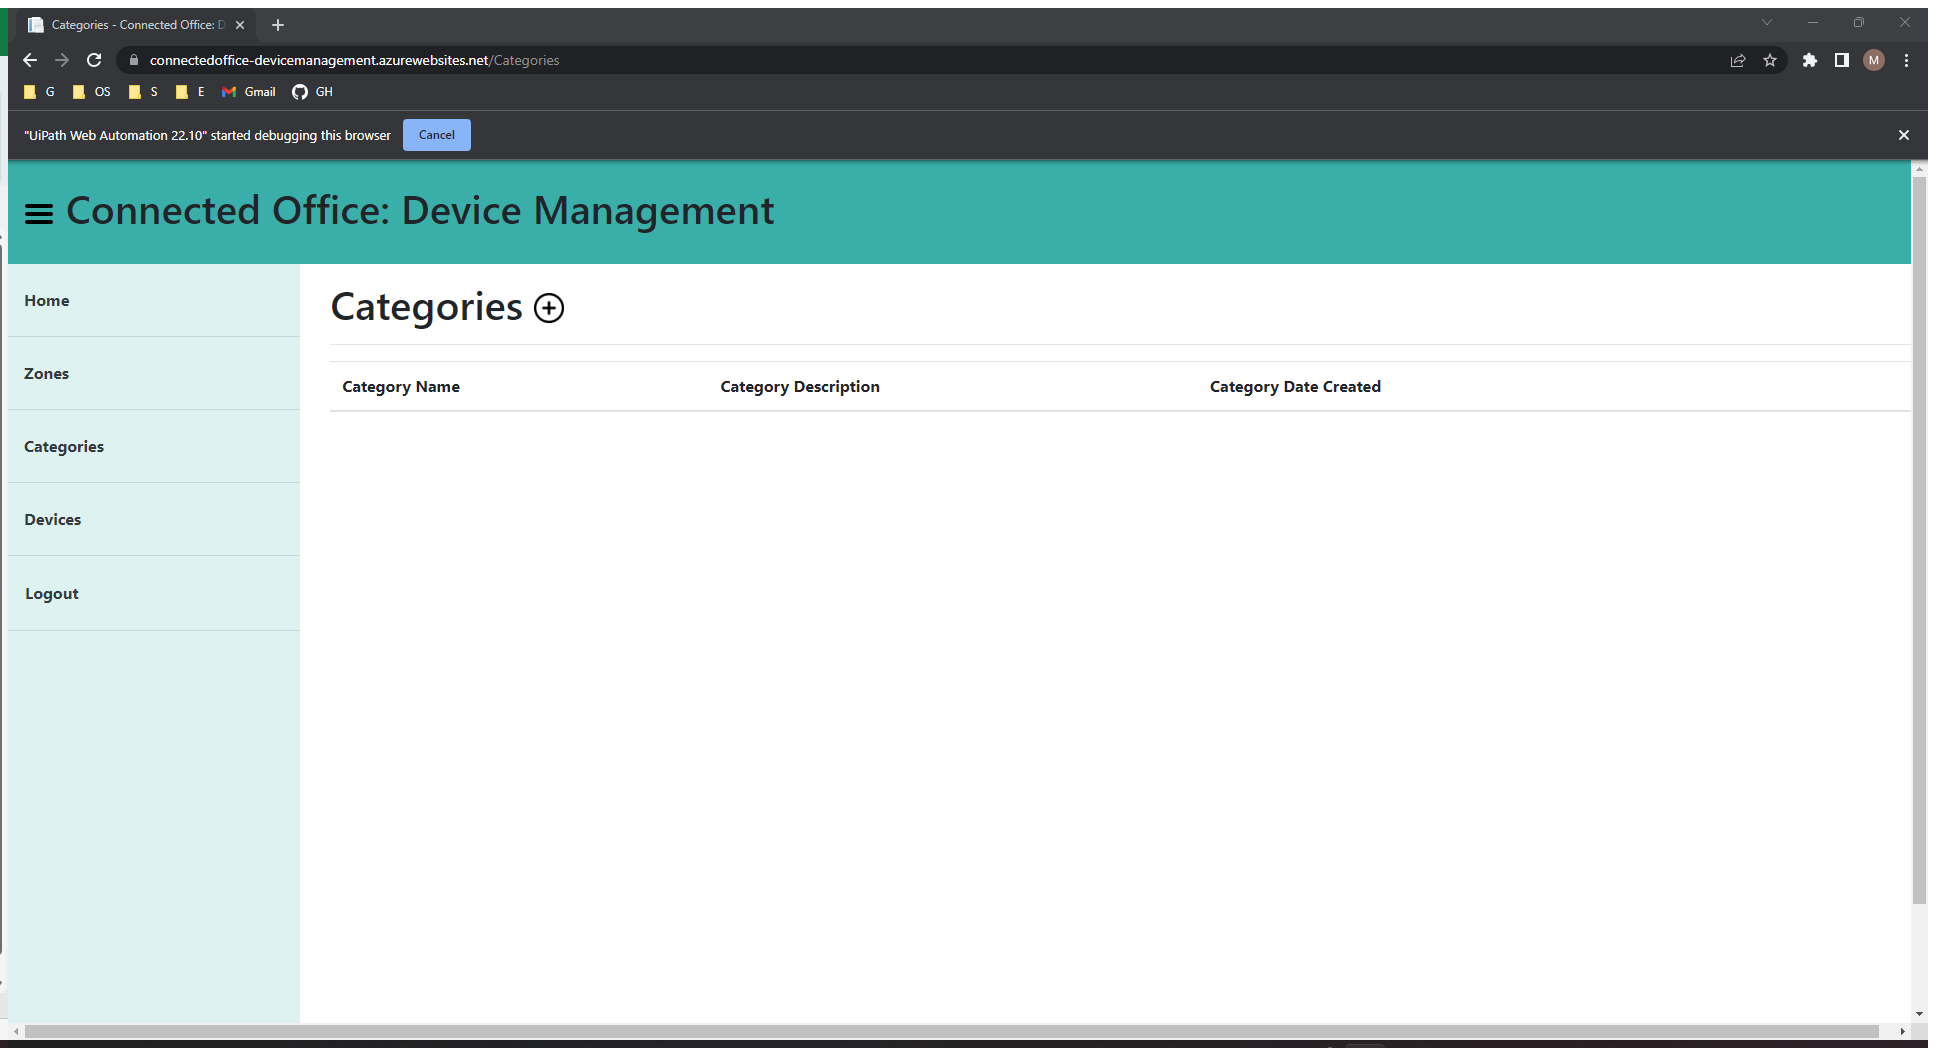 Categories - Connected Office: D
connectedoffice-devicemanagement.azurewebsites.net/Categories
M
G OS S E Gmail GH
"UiPath Web Automation 22.10" started debugging this browser Cancel
Connected Office: Device Management
Home
Zones
Categories
Devices
Logout
Categories
Category Name Category Description Category Date Created